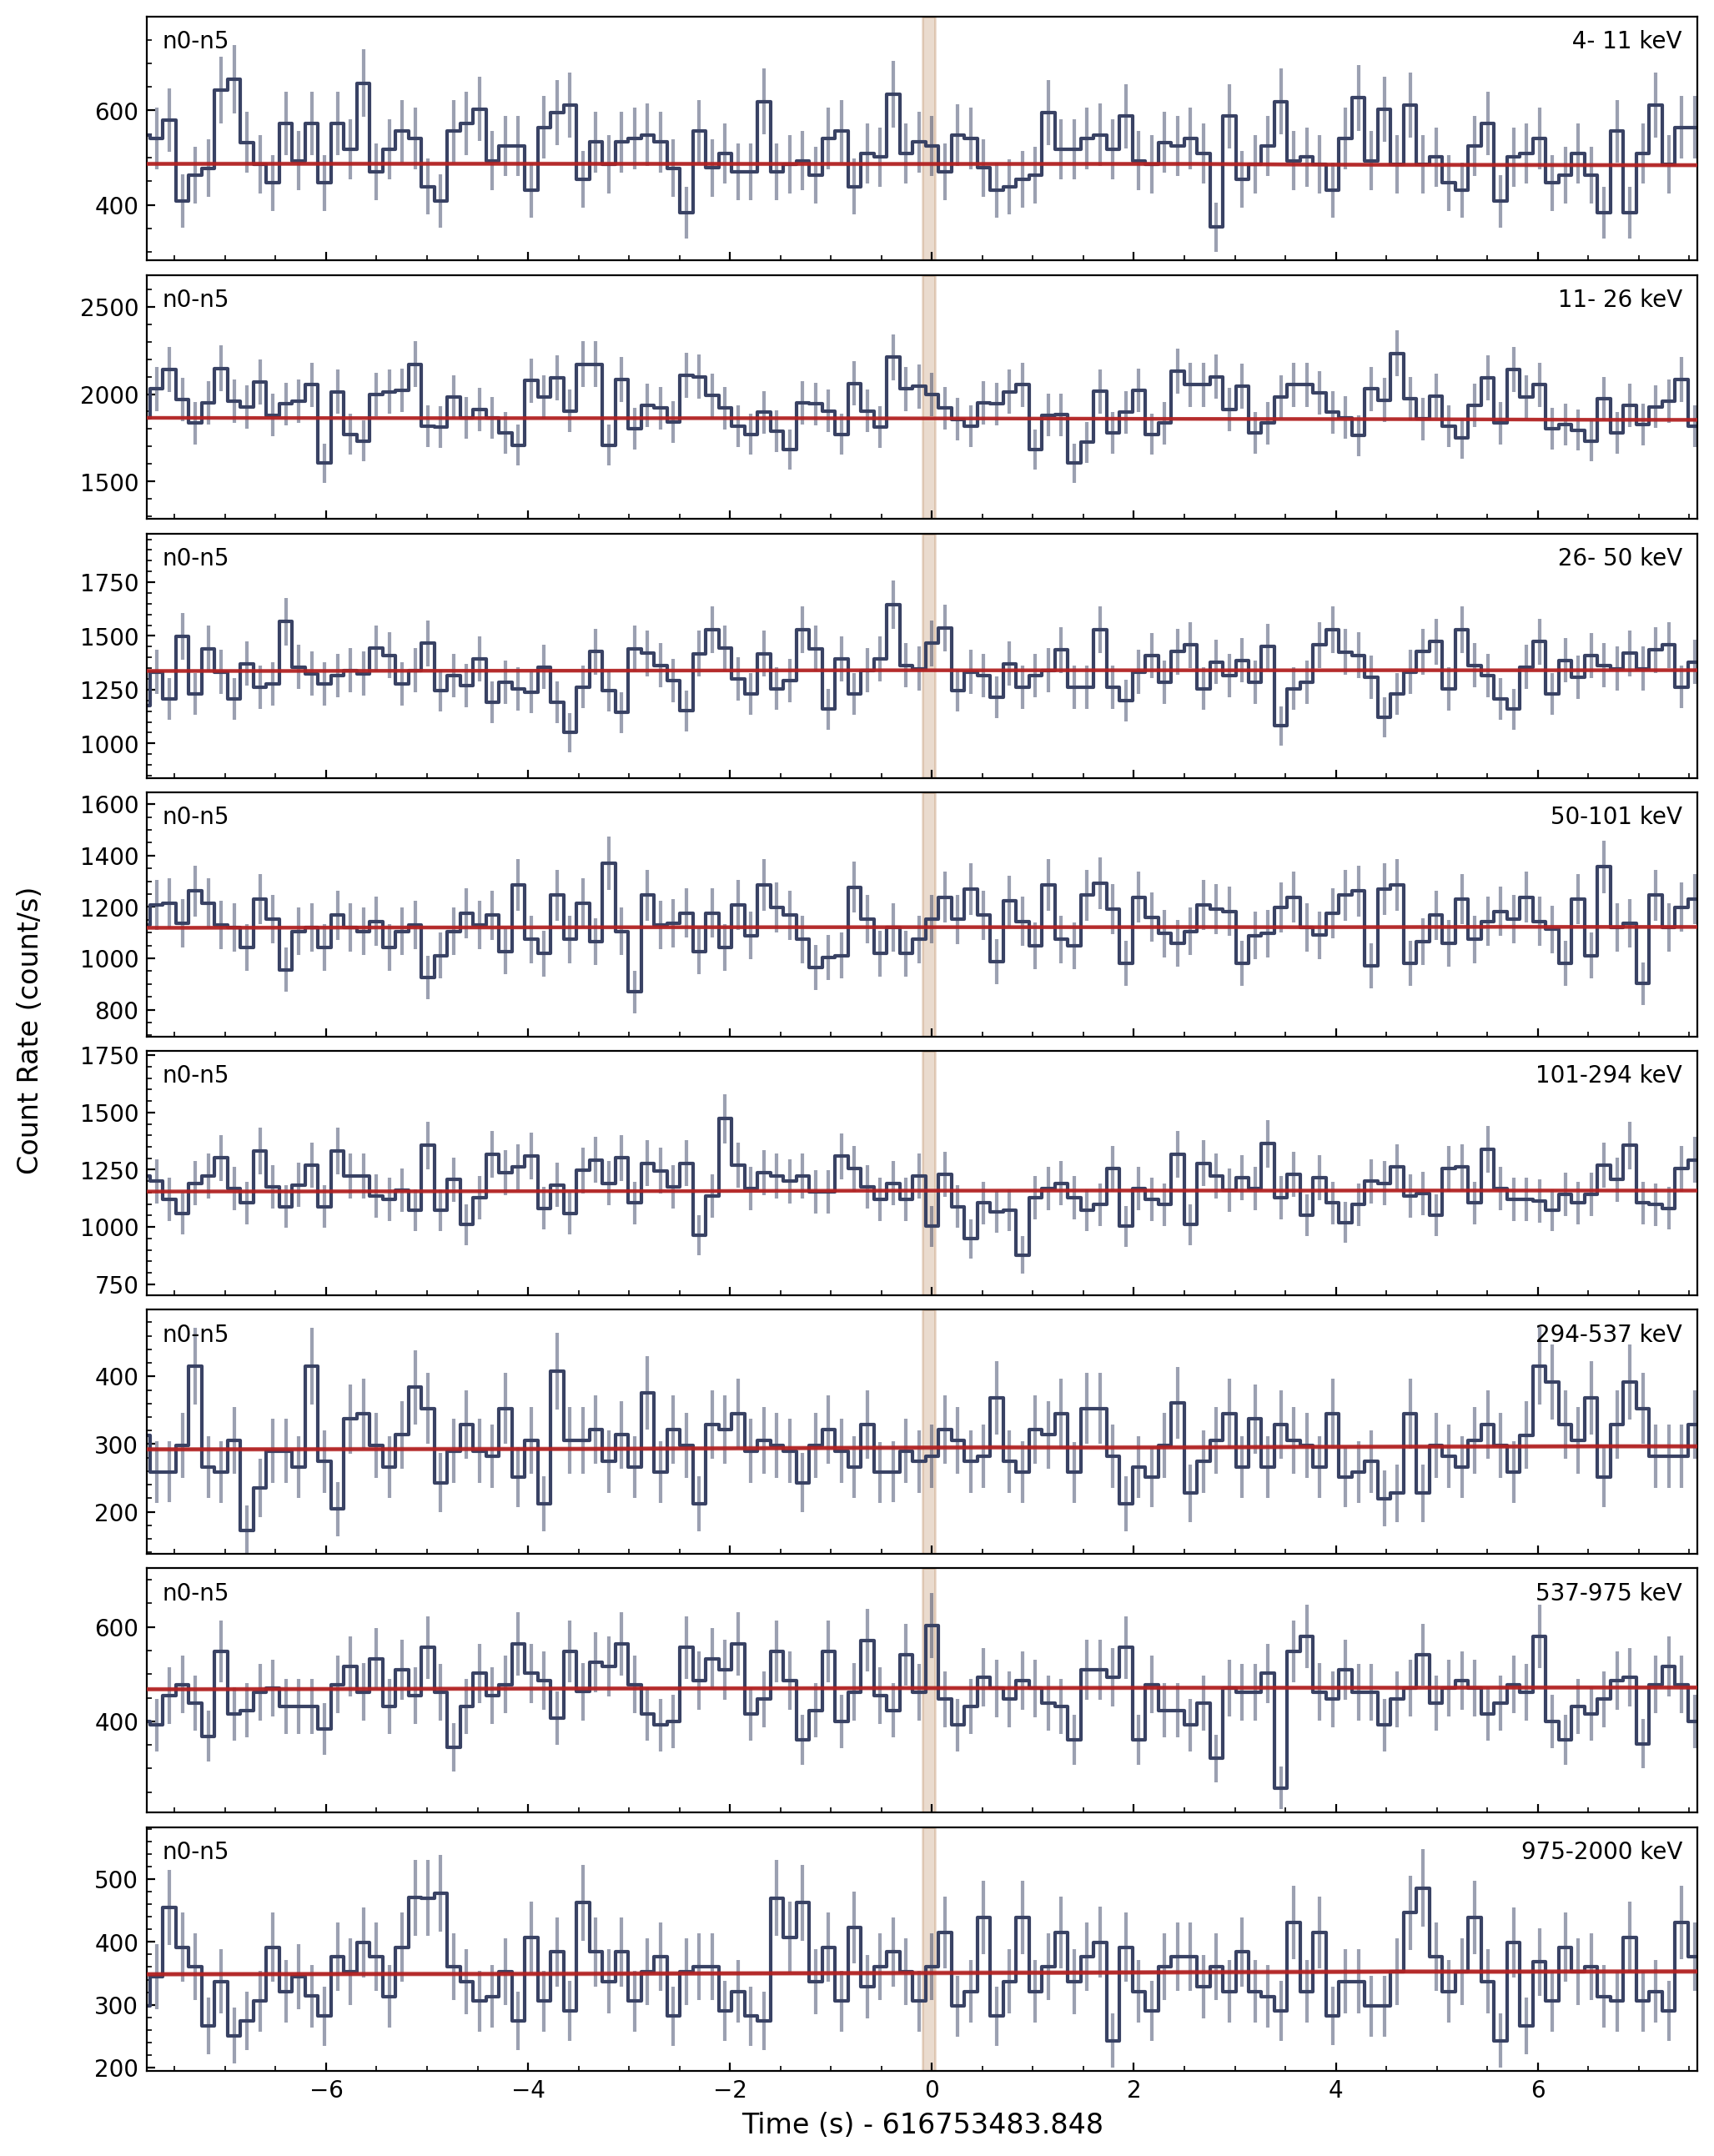 n0-n5 4- 11 keV
600
400
n0-n5 11- 26 keV
2500
2000
1500
n0-n5 26- 50 keV
1750
1500
1250
1000
n0-n5 50-101 keV
1600
1400
1200
1000
800
n0-n5 101-294 keV
1750
1500
1250
1000
750
n0-n5 294-537 keV
400
300
200
n0-n5 537-975 keV
600
400
n0-n5 975-2000 keV
500
400
300
200
−6 −4 −2 0 2 4 6
Time (s) - 616753483.848
Count Rate (count/s)